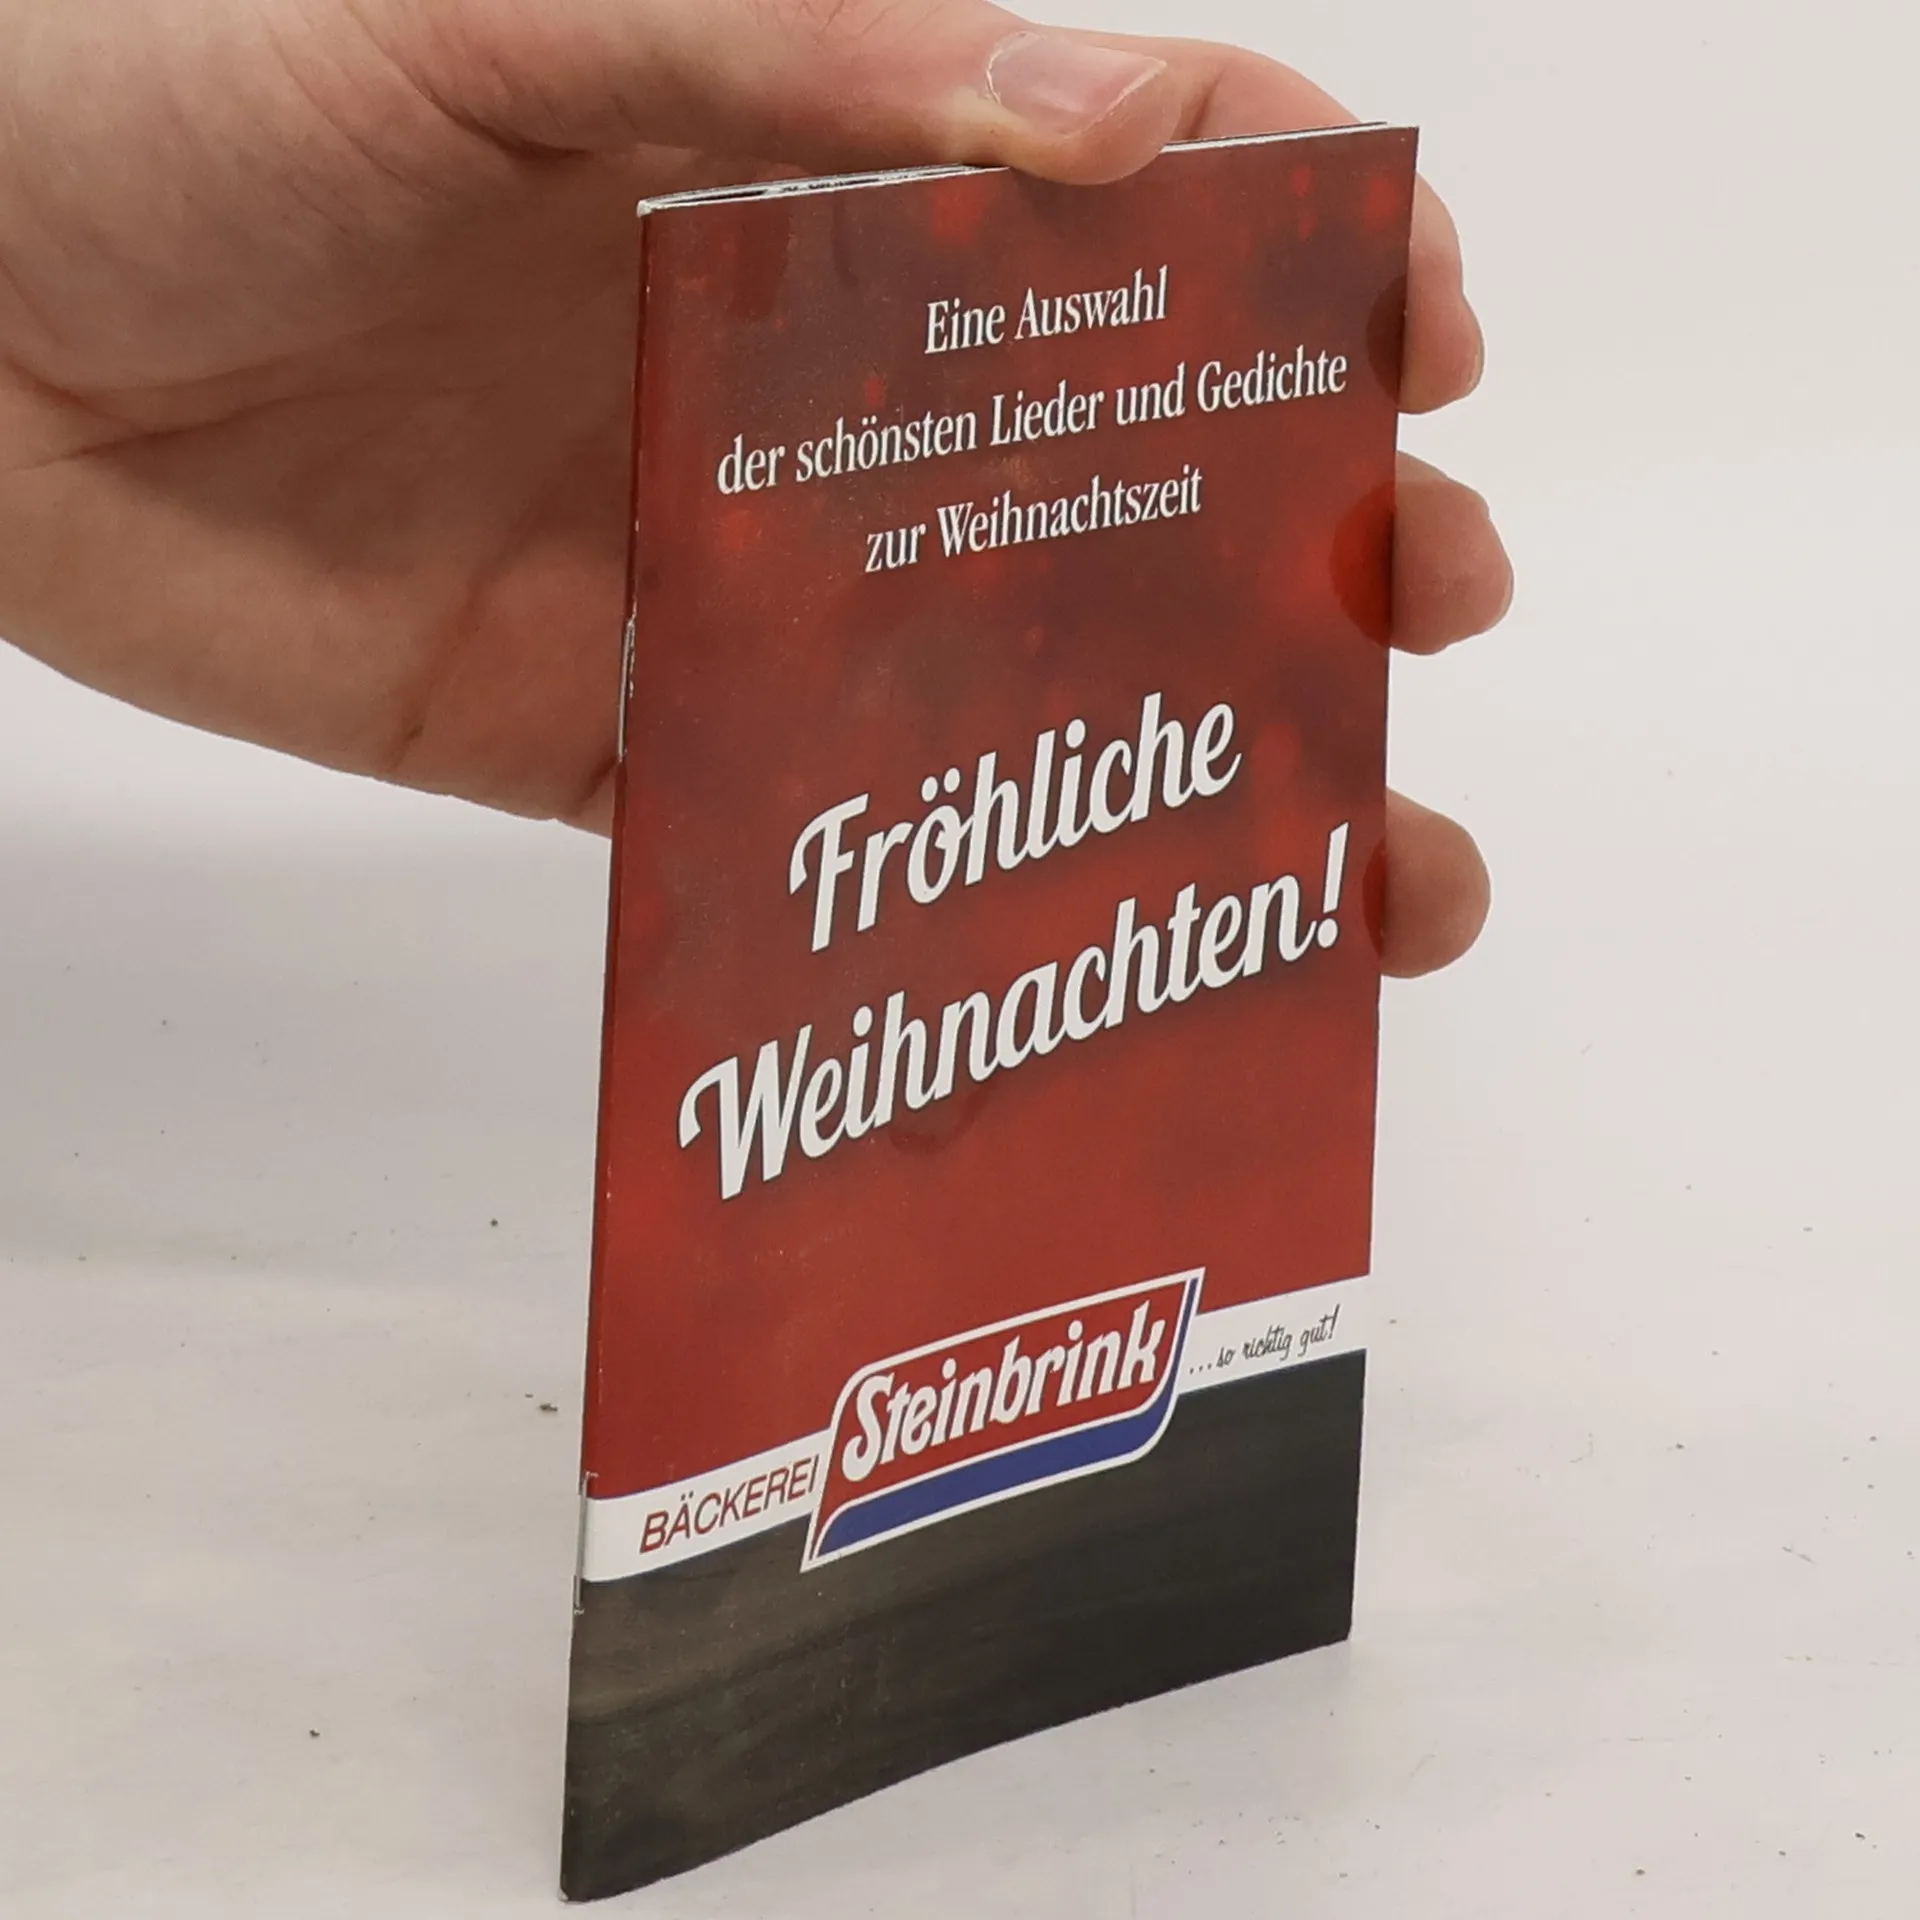 Eine Auswahl
der schönsten Lieder und Gedichte
zur Weihnachtszeit
Fröhliche
Weihnachten!
BÄCKEREI Steinbrink ...so richtig gut!